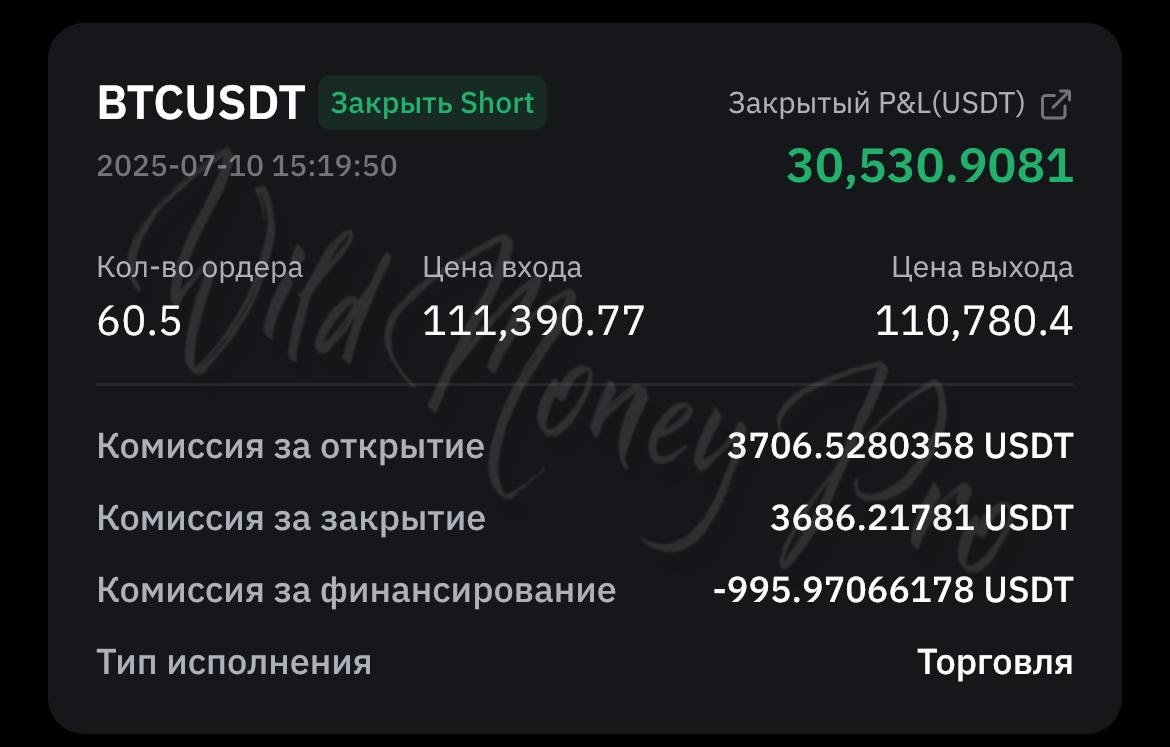 BTCUSDT Закрыть Short Закрытый P&L(USDT)
2025-07-10 15:19:50 30,530.9081
Кол-во ордера Цена входа Цена выхода
60.5 111,390.77 110,780.4
Комиссия за открытие 3706.5280358 USDT
Комиссия за закрытие 3686.21781 USDT
Комиссия за финансирование -995.97066178 USDT
Тип исполнения Торговля
Wild Money Pro